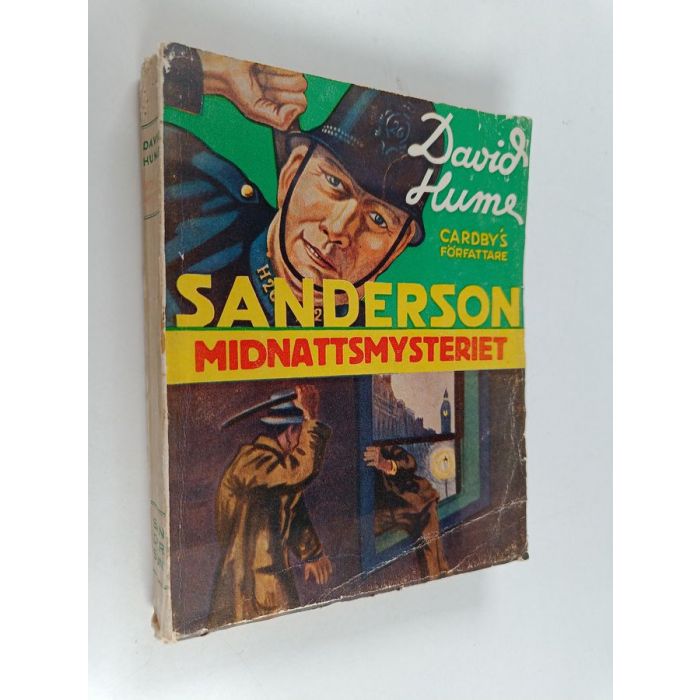 David
Hume
CARDBY'S
FÖRFATTARE
SANDERSON
MIDNATTSMYSTERIET
DAVID
HUME